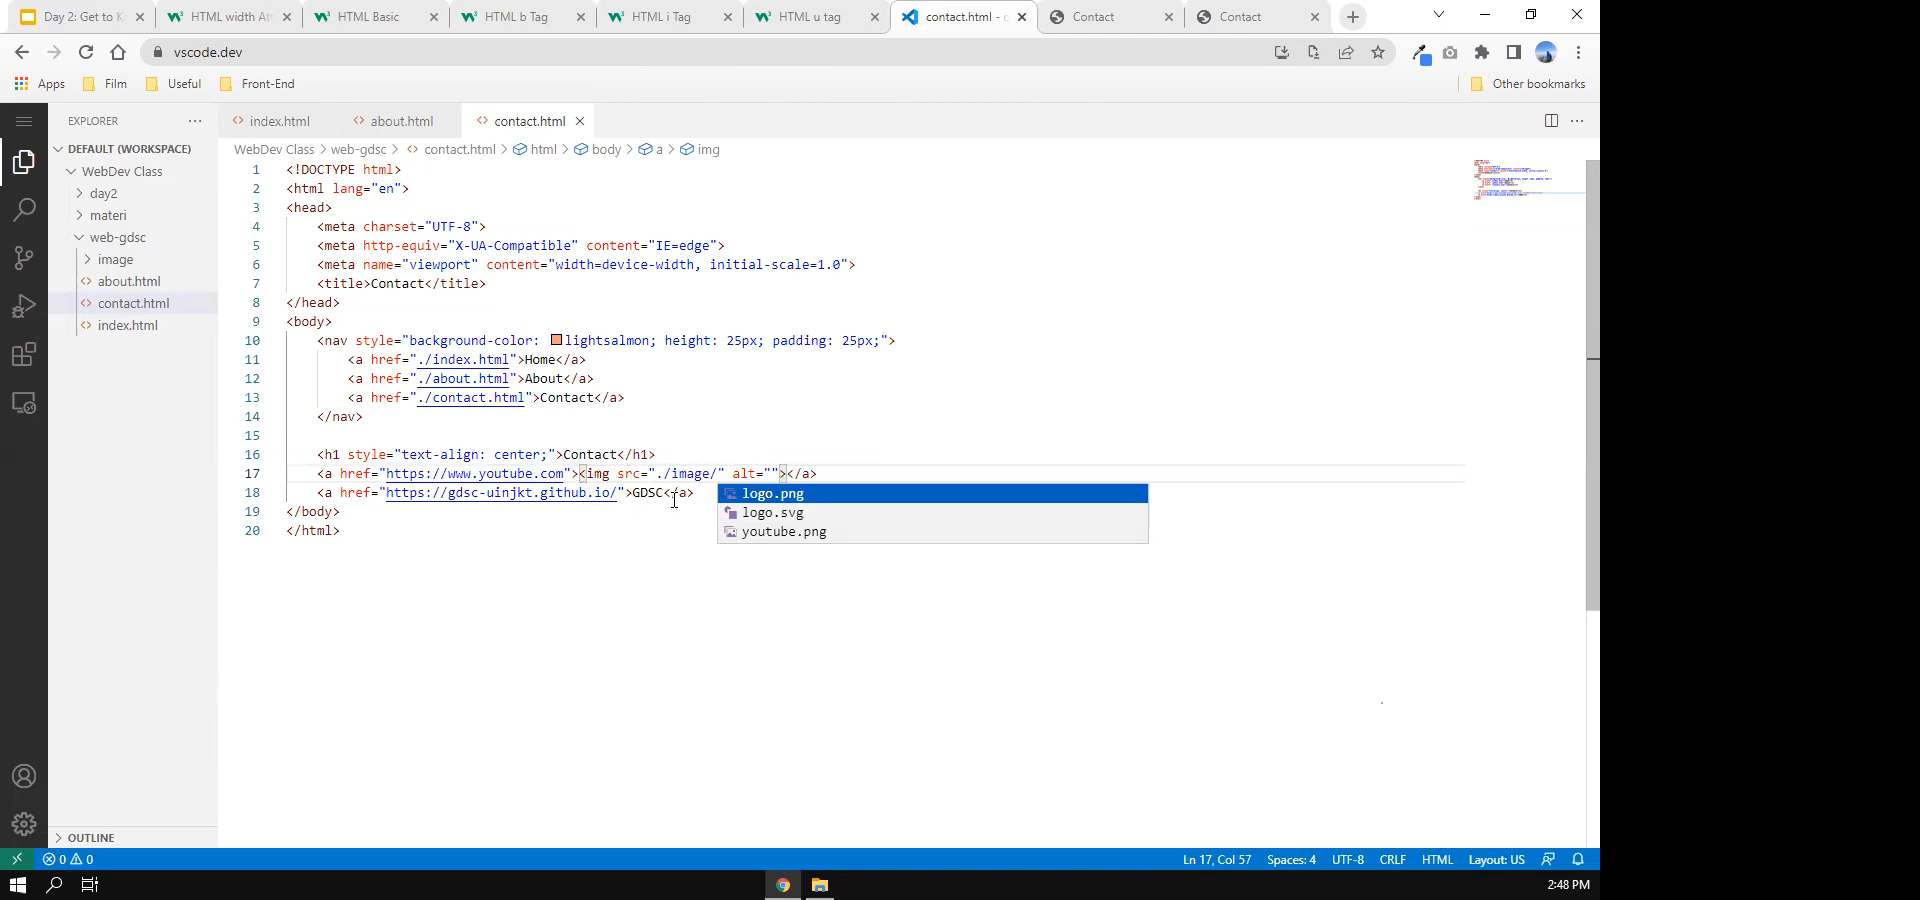 Day 2: Get to K
HTML width At
HTML Basic
HTML b Tag
HTML i Tag
HTML u tag
contact.html - c
Contact
Contact
vscode.dev
Apps
Film
Useful
Front-End
Other bookmarks
EXPLORER
index.html
about.html
contact.html
DEFAULT (WORKSPACE)
WebDev Class
day2
materi
web-gdsc
image
about.html
contact.html
index.html
OUTLINE
WebDev Class > web-gdsc > contact.html > html > body > a > img
1 <!DOCTYPE html>
2 <html lang="en">
3 <head>
4 <meta charset="UTF-8">
5 <meta http-equiv="X-UA-Compatible" content="IE=edge">
6 <meta name="viewport" content="width=device-width, initial-scale=1.0">
7 <title>Contact</title>
8 </head>
9 <body>
10 <nav style="background-color: lightsalmon; height: 25px; padding: 25px;">
11 <a href="./index.html">Home</a>
12 <a href="./about.html">About</a>
13 <a href="./contact.html">Contact</a>
14 </nav>
15
16 <h1 style="text-align: center;">Contact</h1>
17 <a href="https://www.youtube.com"><img src="./image/" alt=""></a>
18 <a href="https://gdsc-uinjkt.github.io/">GDSC</a>
19 </body>
20 </html>
logo.png
logo.svg
youtube.png
0 0
Ln 17, Col 57
Spaces: 4
UTF-8
CRLF
HTML
Layout: US
2:48 PM